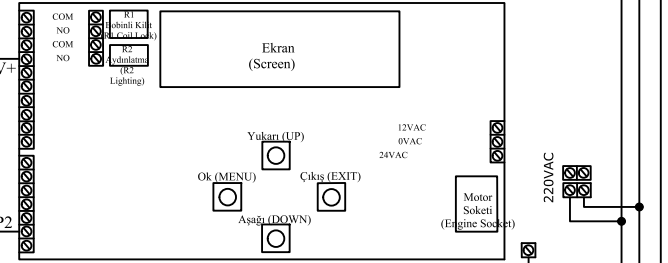 COM
NO
COM
NO
R1
Bobinli Kilit
(R1 Coil Lock)
R2
Aydınlatma
(R2
Lighting)
Ekran
(Screen)
V+
Yukarı (UP)
Ok (MENU)
Çıkış (EXIT)
Aşağı (DOWN)
12VAC
0VAC
24VAC
Motor
Soketi
(Engine Socket)
220VAC
P2